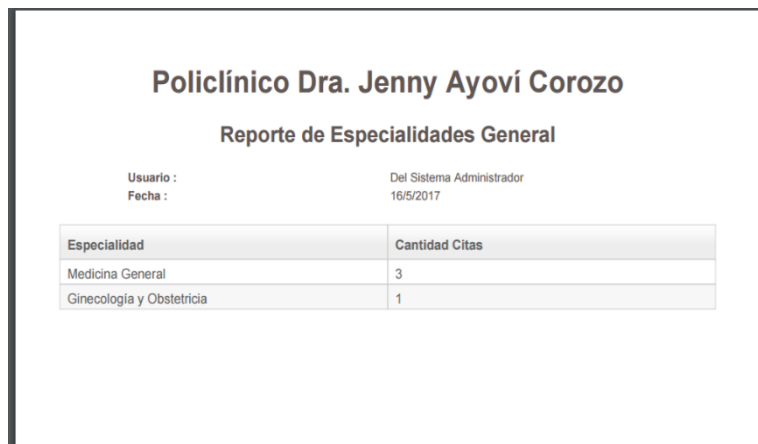 Policlínico Dra. Jenny Ayoví Corozo
Reporte de Especialidades General
Usuario : Del Sistema Administrador
Fecha : 16/5/2017
Especialidad Cantidad Citas
Medicina General 3
Ginecología y Obstetricia 1